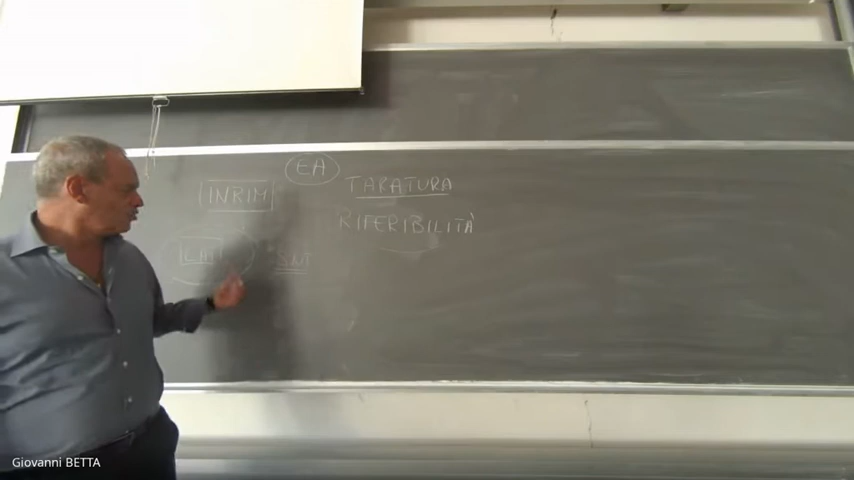 EA
INRIM
TARATURA
RIFERIBILITÀ
Giovanni BETTA